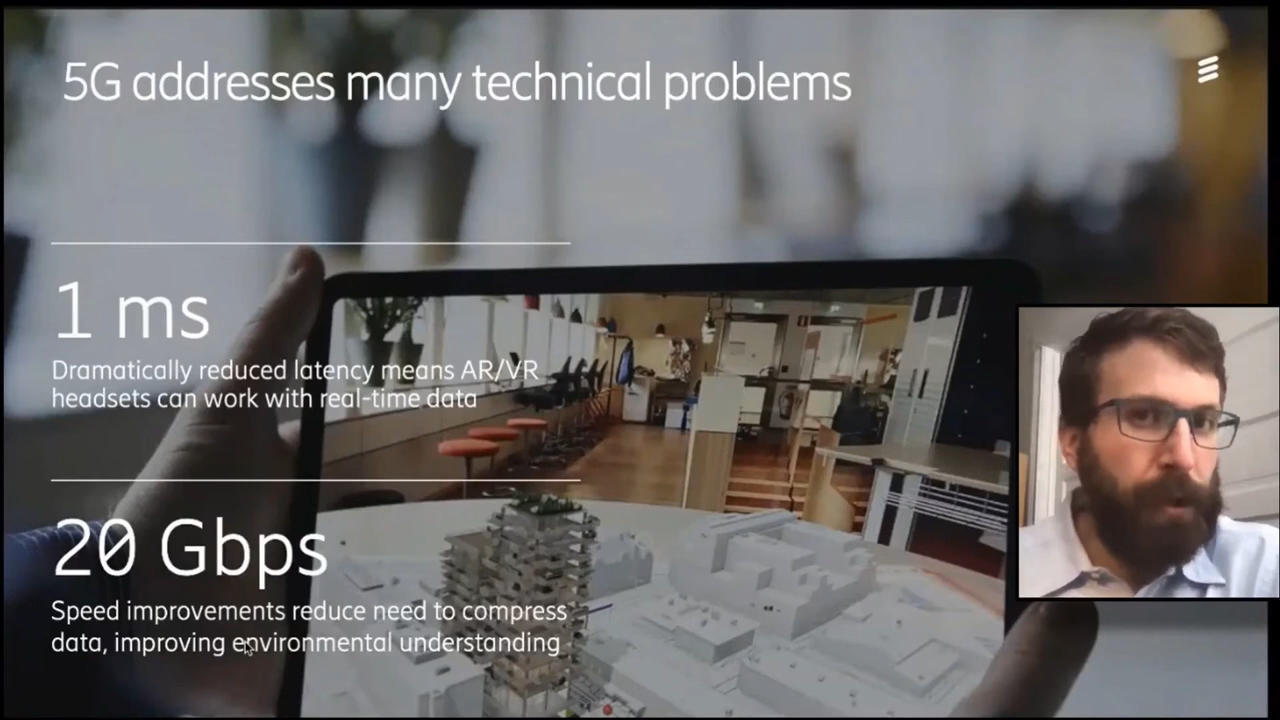 5G addresses many technical problems
1 ms
Dramatically reduced latency means AR/VR
headsets can work with real-time data
20 Gbps
Speed improvements reduce need to compress
data, improving environmental understanding